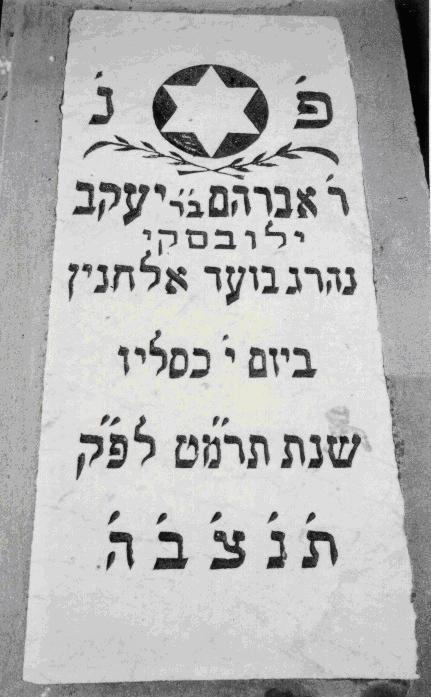 פ' נ'
ר' אברהם ב״ר יעקב
ילובסקי
נהרג בועד אלחנין
ביום י' כסליו
שנת תרמ״ט לפ״ק
ת' נ' צ' ב' ה'